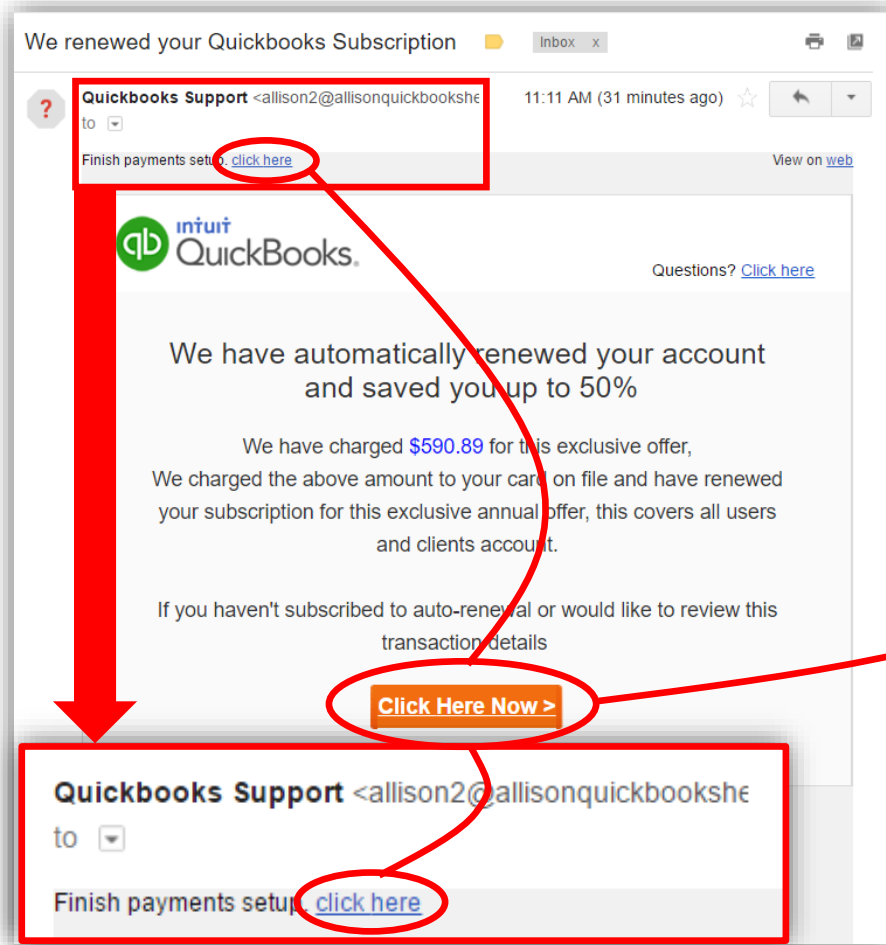 We renewed your Quickbooks Subscription Inbox x
Quickbooks Support <allison2@allisonquickbookshe 11:11 AM (31 minutes ago)
to
Finish payments setup. click here View on web
intuit
qb QuickBooks.
Questions? Click here
We have automatically renewed your account
and saved you up to 50%
We have charged $590.89 for this exclusive offer,
We charged the above amount to your card on file and have renewed
your subscription for this exclusive annual offer, this covers all users
and clients account.
If you haven't subscribed to auto-renewal or would like to review this
transaction details
Click Here Now >
Quickbooks Support <allison2@allisonquickbookshe
to
Finish payments setup. click here